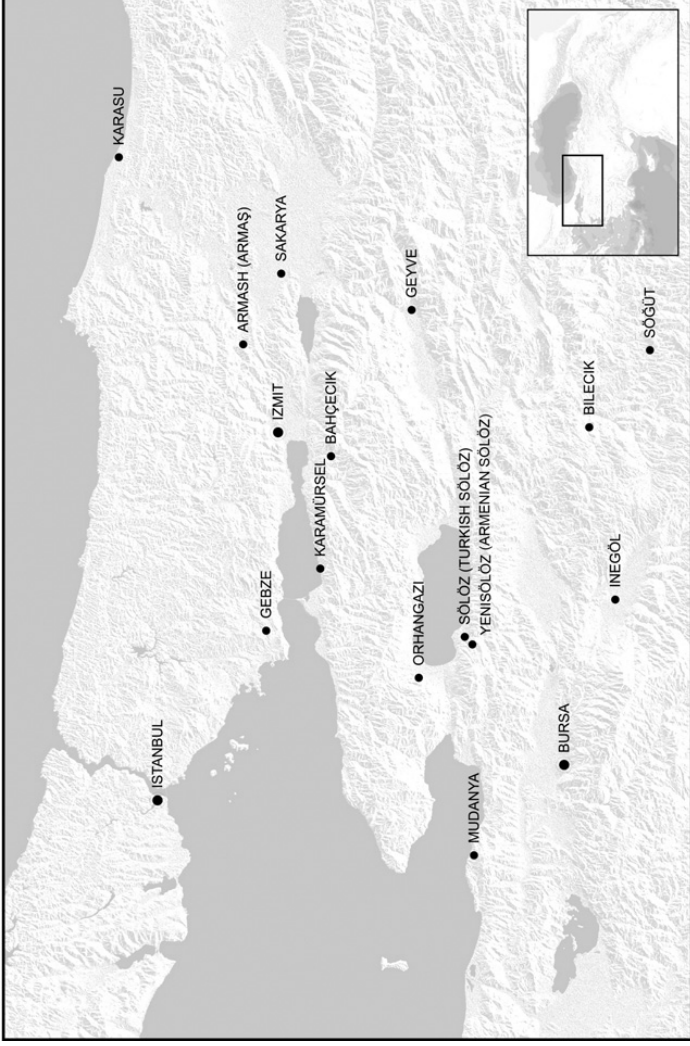 KARASU
ARMASH (ARMAŞ)
SAKARYA
GEYVE
SÖĞÜT
IZMIT
BAHÇECIK
BILECIK
KARAMÜRSEL
GEBZE
ORHANGAZI
SÖLÖZ (TURKISH SÖLÖZ)
YENISÖLÖZ (ARMENIAN SÖLÖZ)
INEGÖL
ISTANBUL
BURSA
MUDANYA